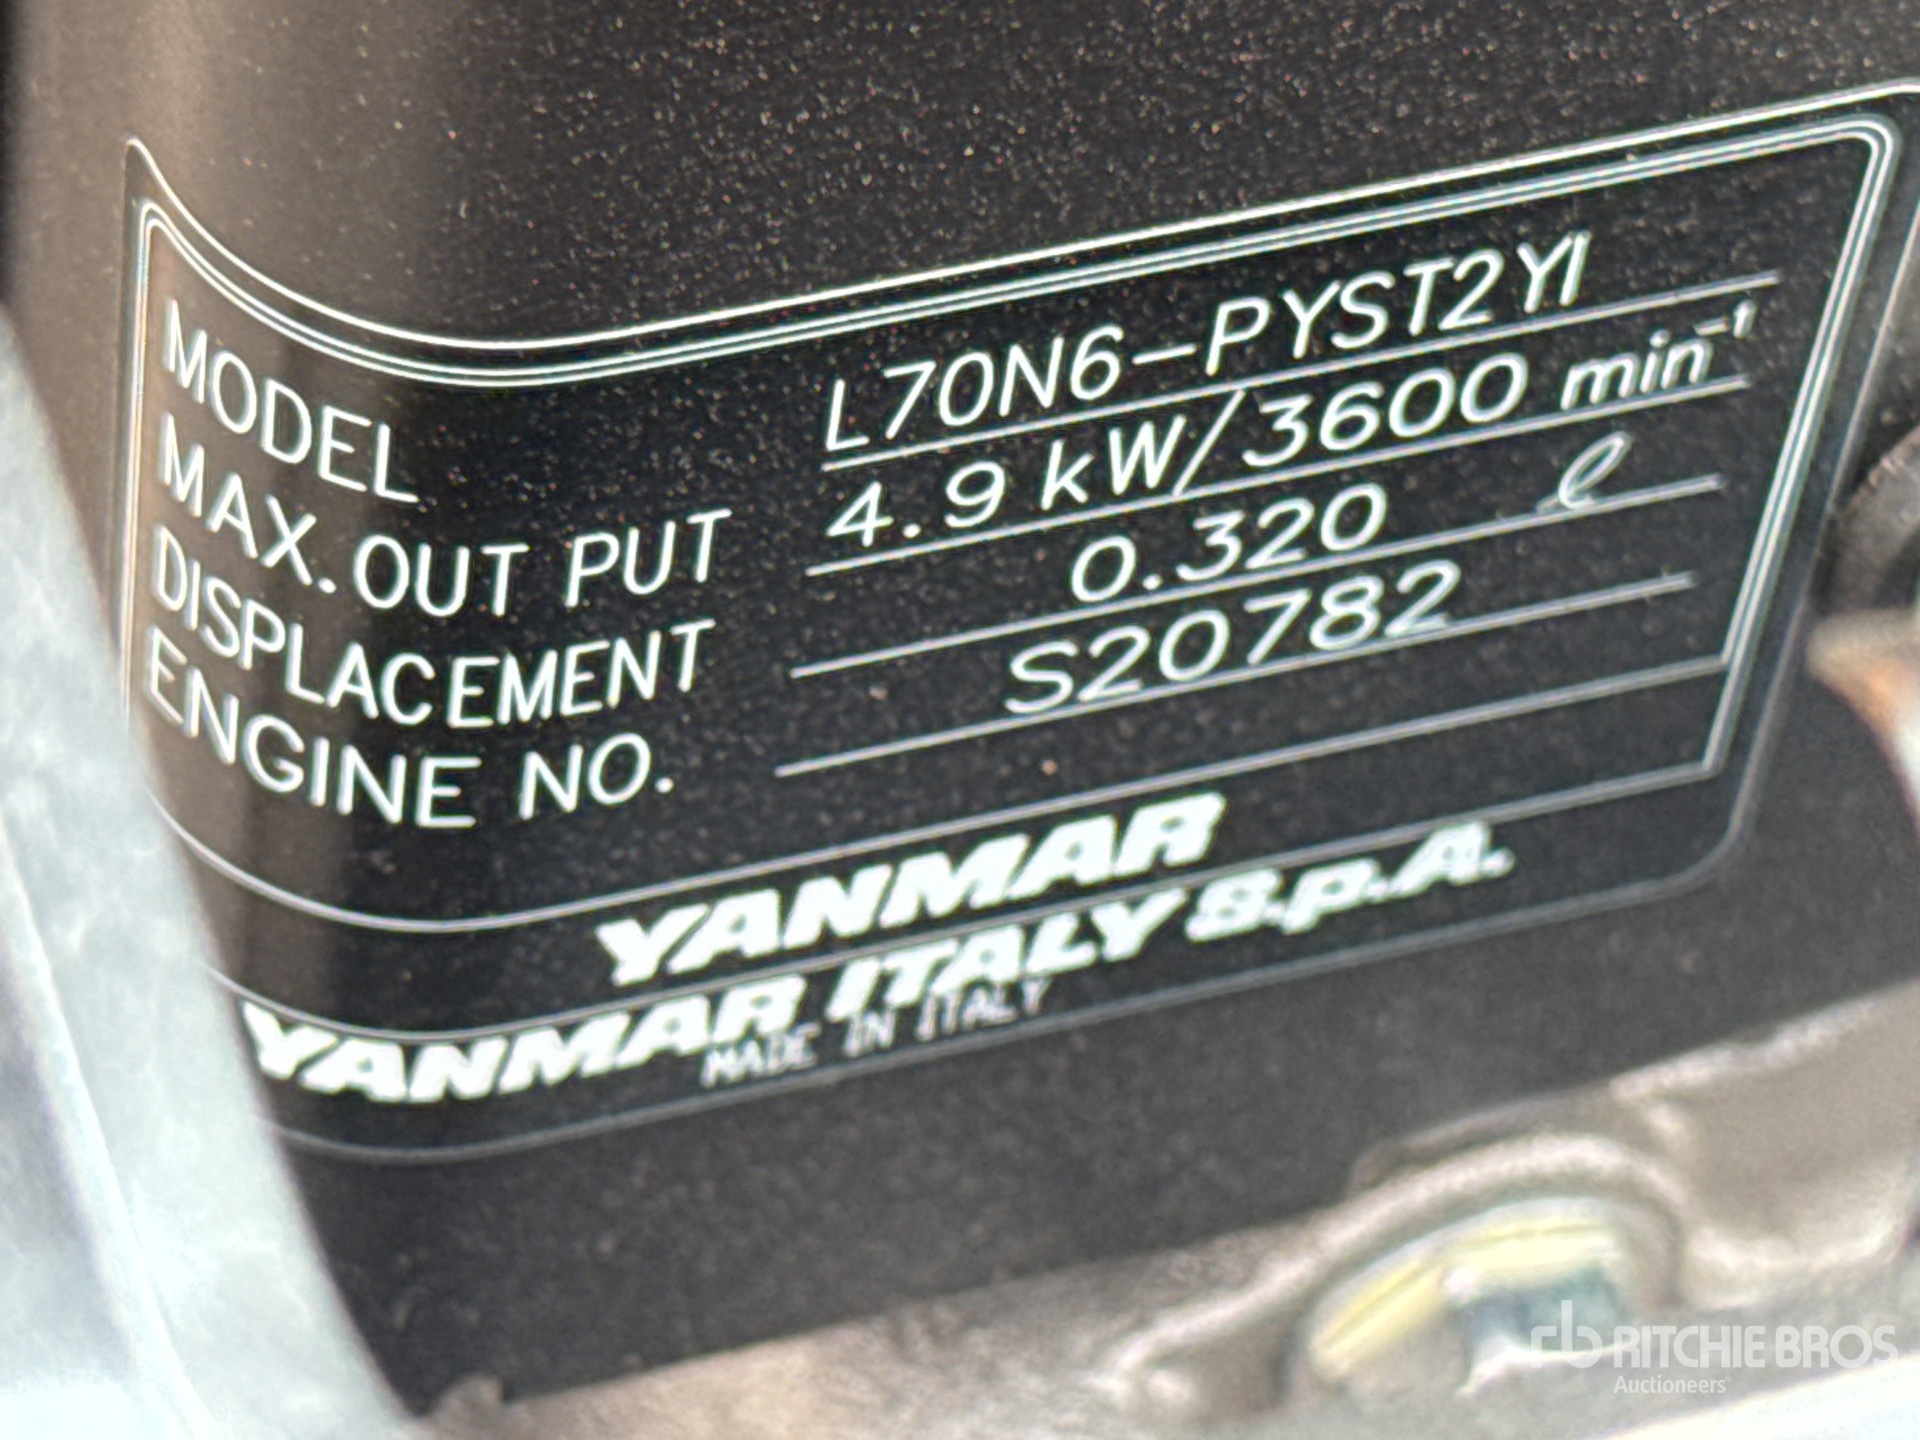 MODEL L70N6-PYST2YI
MAX. OUT PUT 4.9 kW/3600 min⁻¹
DISPLACEMENT 0.320 ℓ
ENGINE NO. S20782
YANMAR
YANMAR ITALY S.p.A.
MADE IN ITALY
rb RITCHIE BROS
Auctioneers